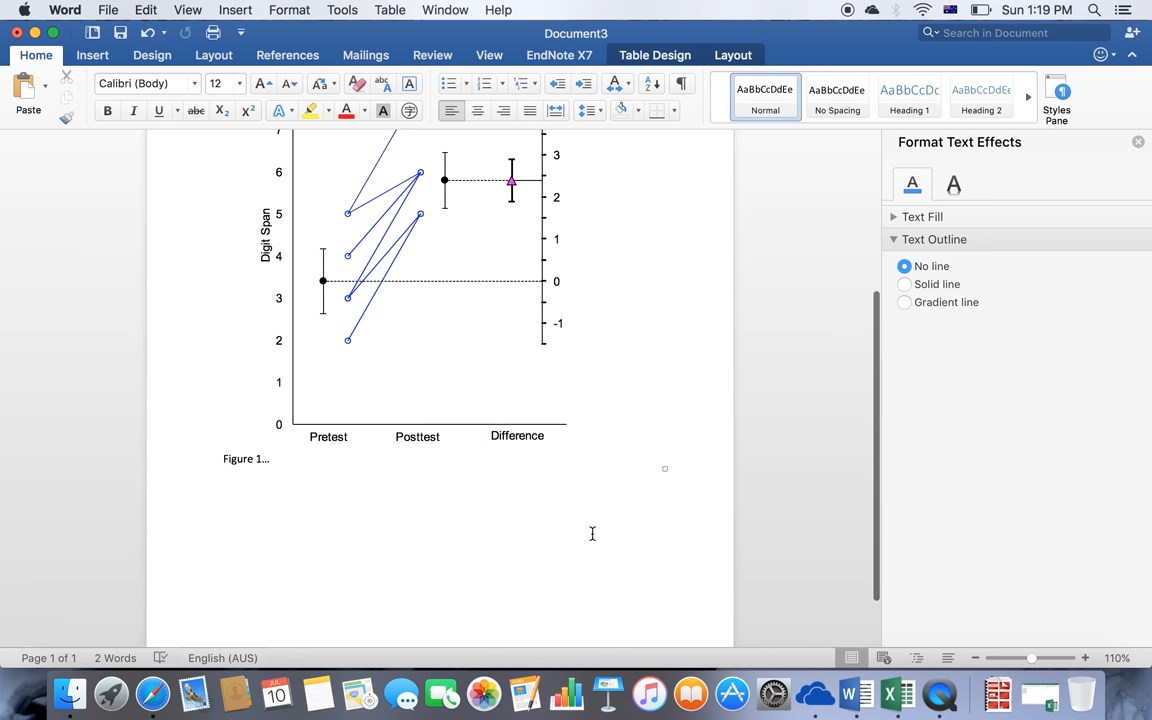 Word File Edit View Insert Format Tools Table Window Help Sun 1:19 PM
Document3
Search in Document
Home Insert Design Layout References Mailings Review View EndNote X7 Table Design Layout
Paste
Calibri (Body) 12
B I U abc X2 X2 A
AaBbCcDdEe
Normal
AaBbCcDdEe
No Spacing
AaBbCcDc
Heading 1
AaBbCcDdEe
Heading 2
Styles
Pane
Format Text Effects
Text Fill
Text Outline
No line
Solid line
Gradient line
Digit Span
7
6
5
4
3
2
1
0
3
2
1
0
-1
Pretest Posttest Difference
Figure 1...
Page 1 of 1 2 Words English (AUS) 110%
JUL
10